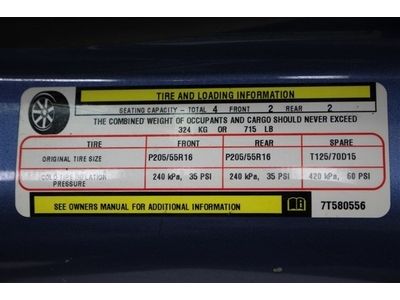 TIRE AND LOADING INFORMATION
SEATING CAPACITY - TOTAL 4 FRONT 2 REAR 2
THE COMBINED WEIGHT OF OCCUPANTS AND CARGO SHOULD NEVER EXCEED
324 KG OR 715 LB
FRONT REAR SPARE
ORIGINAL TIRE SIZE P205/55R16 P205/55R16 T125/70D15
COLD TIRE INFLATION PRESSURE 240 kPa, 35 PSI 240 kPa, 35 PSI 420 kPa, 60 PSI
SEE OWNERS MANUAL FOR ADDITIONAL INFORMATION 7T580556